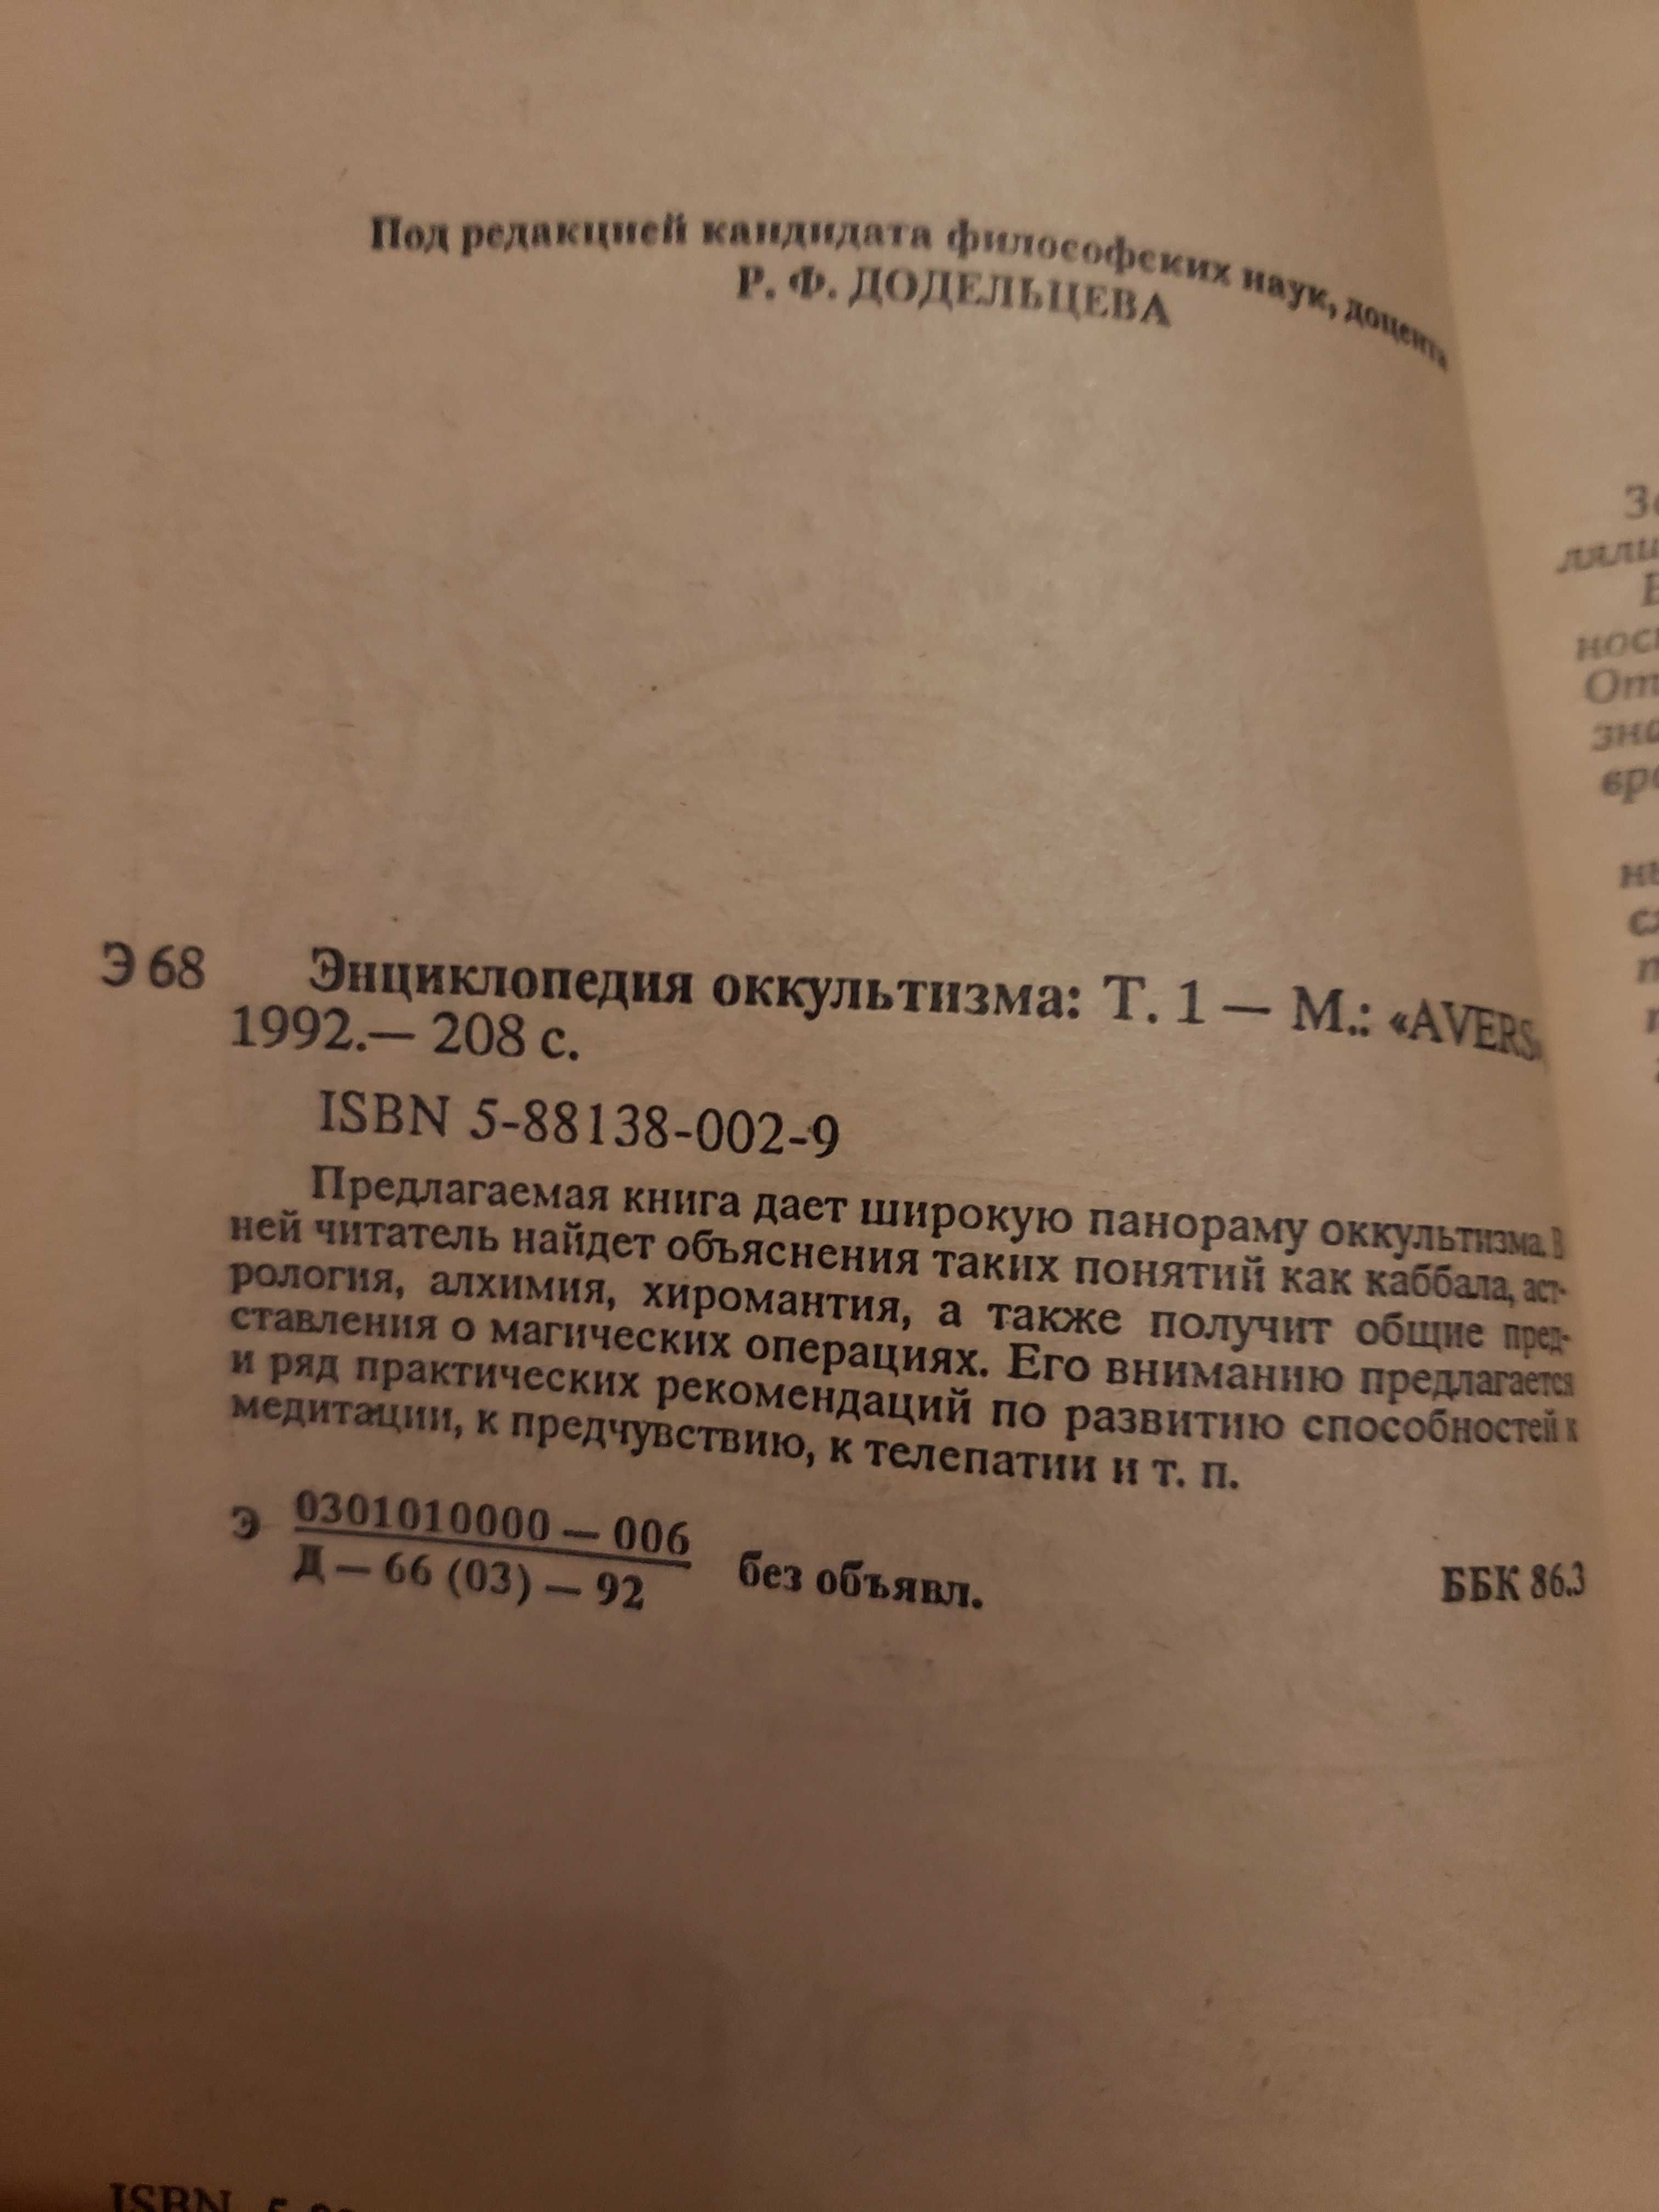 Под редакцией кандидата философских наук, доцента
Р. Ф. ДОДЕЛЬЦЕВА
Э 68 Энциклопедия оккультизма: Т. 1 — М.: «AVERS»
1992.— 208 с.
ISBN 5-88138-002-9
Предлагаемая книга дает широкую панораму оккультизма. В
ней читатель найдет объяснения таких понятий как каббала, аст-
рология, алхимия, хиромантия, а также получит общие пред-
ставления о магических операциях. Его вниманию предлагается
и ряд практических рекомендаций по развитию способностей к
медитации, к предчувствию, к телепатии и т. п.
Э 0301010000 — 006
Д — 66 (03) — 92 без объявл.
ББК 86.3
ISBN